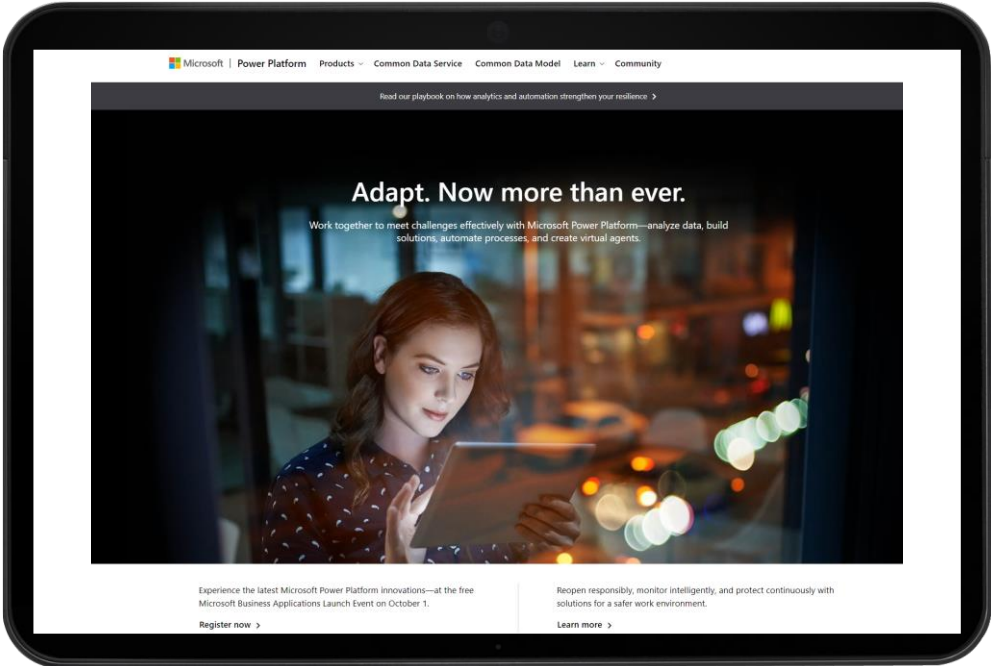 Microsoft | Power Platform Products Common Data Service Common Data Model Learn Community
Read our playbook on how analytics and automation strengthen your resilience >
Adapt. Now more than ever.
Work together to meet challenges effectively with Microsoft Power Platform—analyze data, build
solutions, automate processes, and create virtual agents.
Experience the latest Microsoft Power Platform innovations—at the free
Microsoft Business Applications Launch Event on October 1.
Register now >
Reopen responsibly, monitor intelligently, and protect continuously with
solutions for a safer work environment.
Learn more >